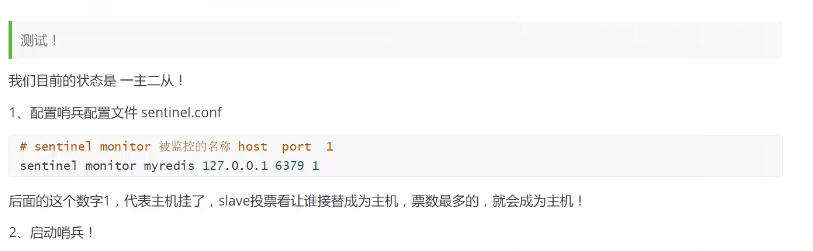 测试！
我们目前的状态是 一主二从！
1、配置哨兵配置文件 sentinel.conf
# sentinel monitor 被监控的名称 host port 1
sentinel monitor myredis 127.0.0.1 6379 1
后面的这个数字1，代表主机挂了，slave投票看让谁接替成为主机，票数最多的，就会成为主机！
2、启动哨兵！